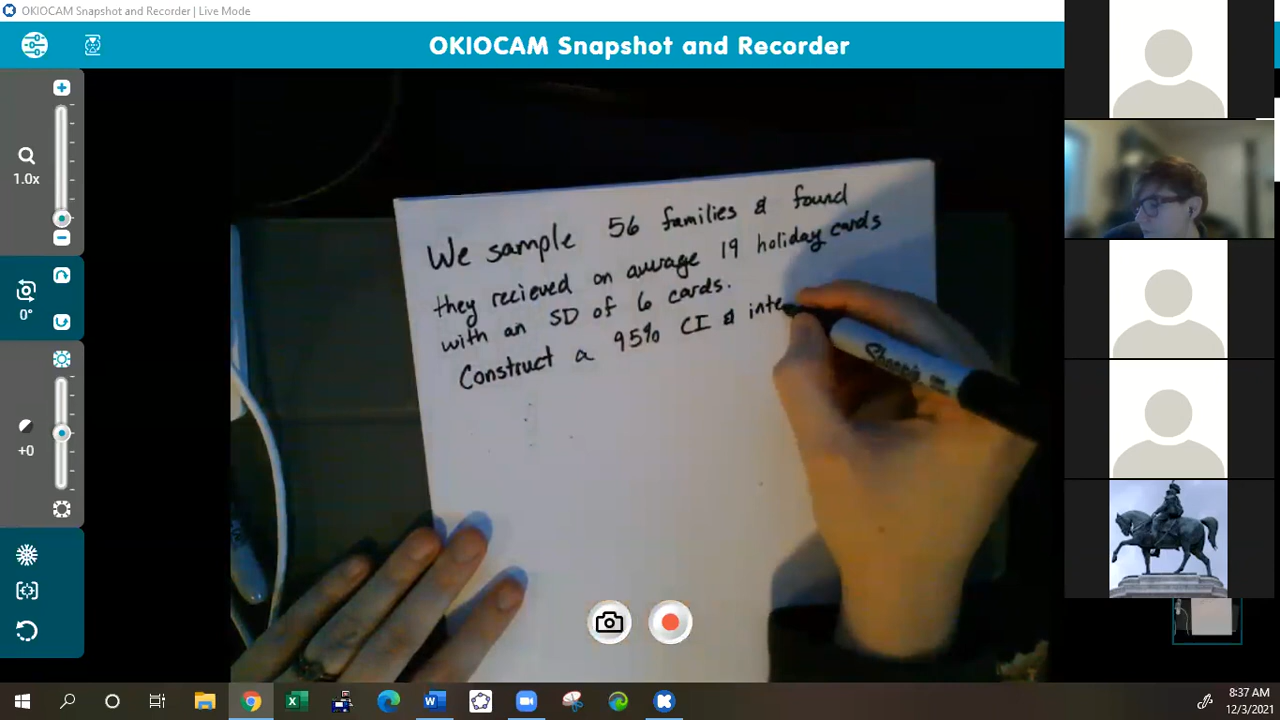 OKIOCAM Snapshot and Recorder | Live Mode
OKIOCAM Snapshot and Recorder
1.0x
0°
+0
We sample 56 families & found
they recieved on average 19 holiday cards
with an SD of 6 cards.
Construct a 95% CI & inte
Sharpie
8:37 AM
12/3/2021